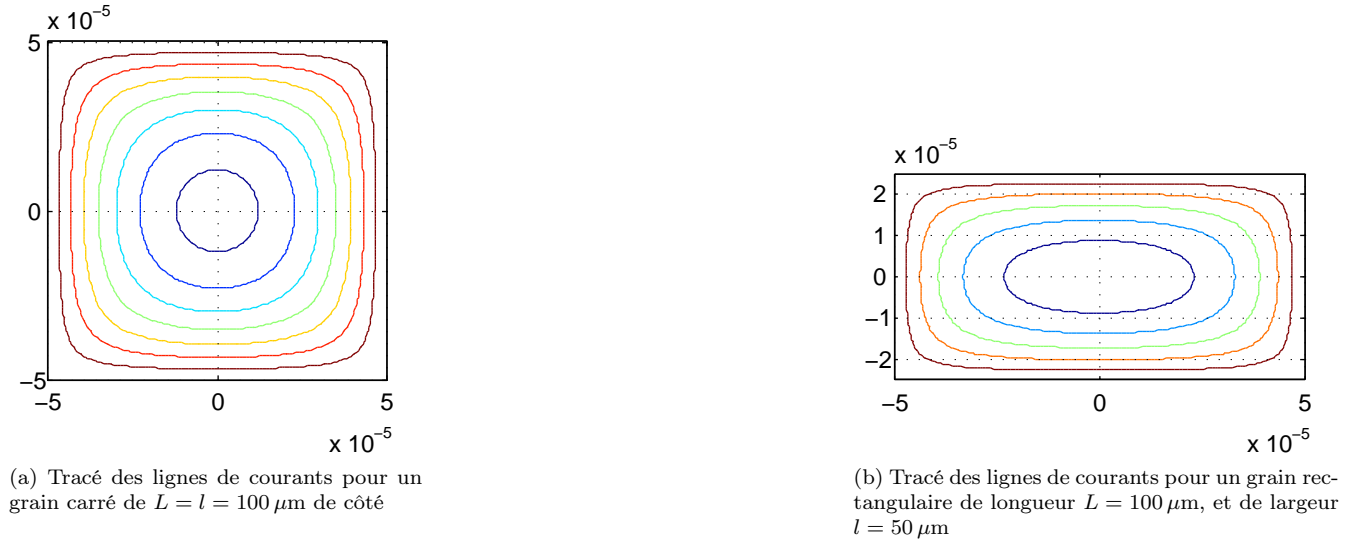 x 10⁻⁵
5
0
−5
−5 0 5
x 10⁻⁵
(a) Tracé des lignes de courants pour un
grain carré de L = l = 100 μm de côté
x 10⁻⁵
2
1
0
−1
−2
−5 0 5
x 10⁻⁵
(b) Tracé des lignes de courants pour un grain rec-
tangulaire de longueur L = 100 μm, et de largeur
l = 50 μm